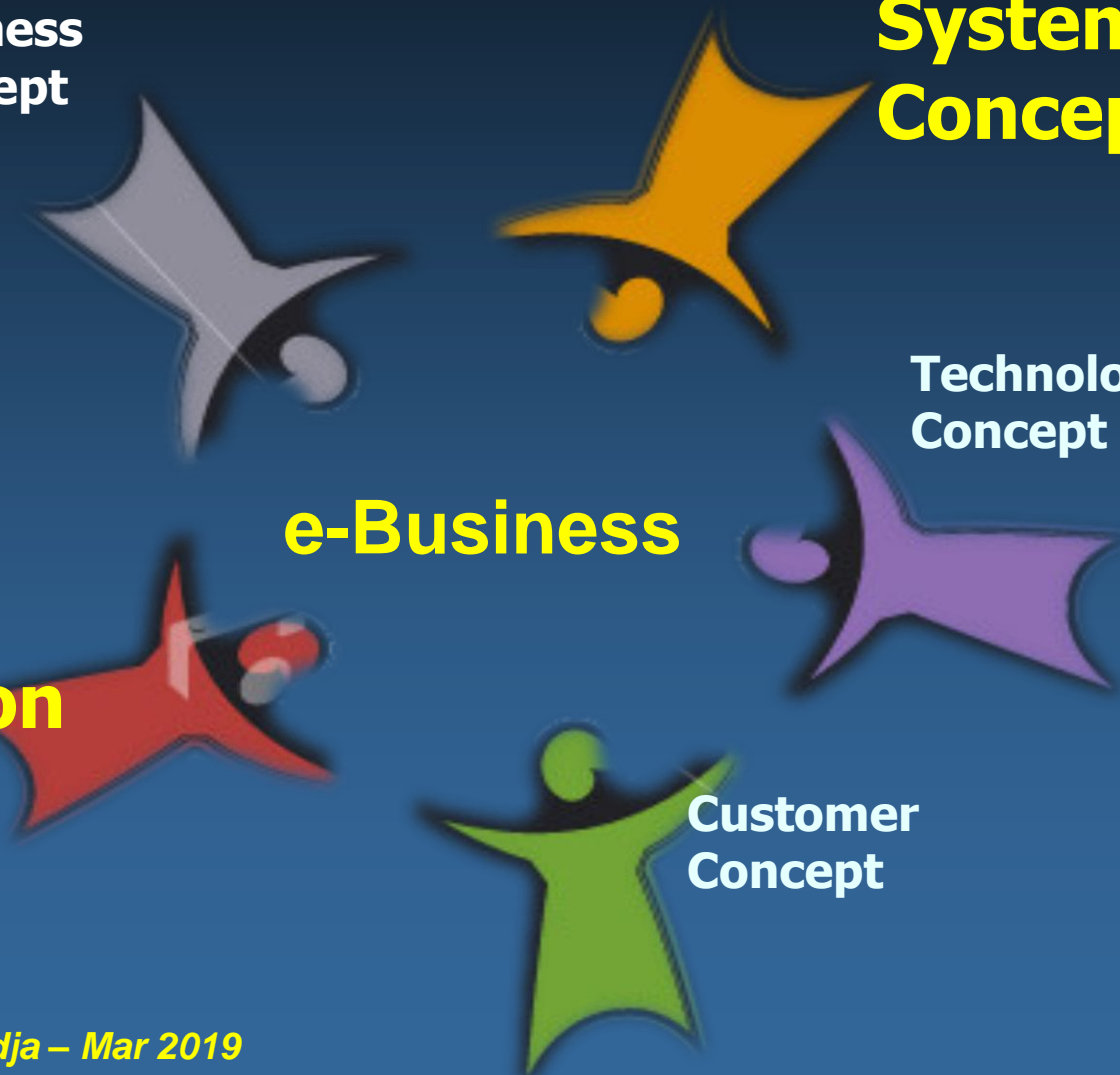 ness
ept
System
Concep
Technolo
Concept
e-Business
on
Customer
Concept
dja – Mar 2019